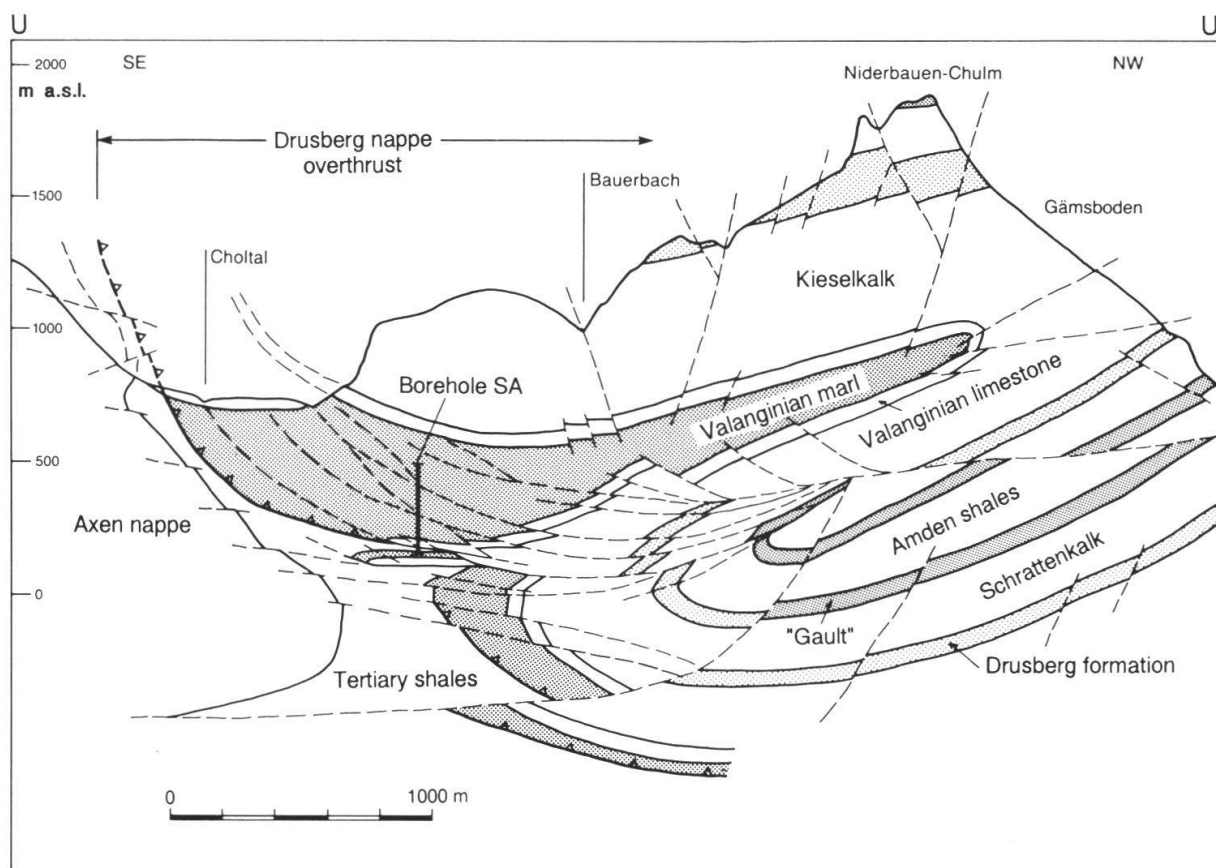 U
U
2000
SE
NW
m a.s.l.
Niderbauen-Chulm
Drusberg nappe
overthrust
Bauerbach
1500
Gämsboden
Choltal
Kieselkalk
1000
Borehole SA
Valanginian marl
Valanginian limestone
500
Axen nappe
Amden shales
Schrattenkalk
0
"Gault"
Drusberg formation
Tertiary shales
0
1000 m